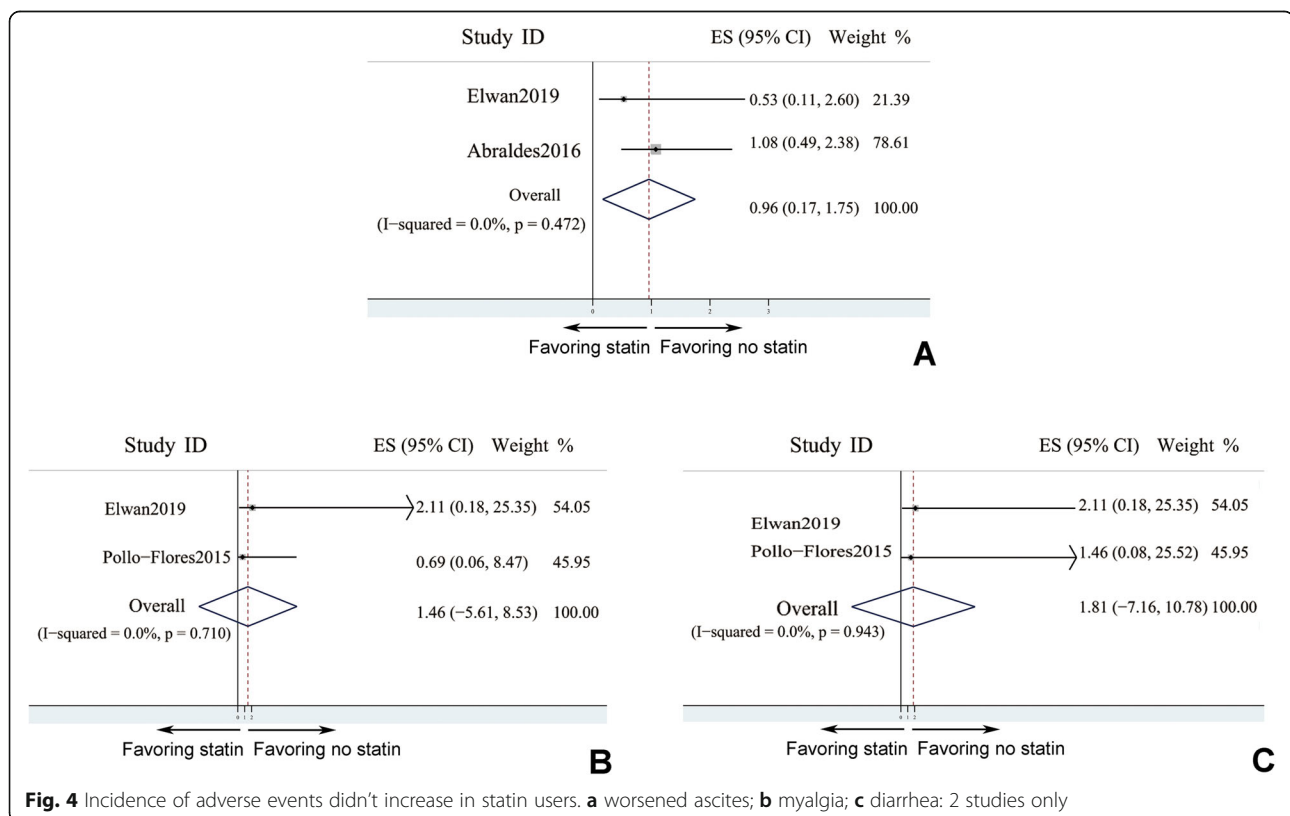 Study ID ES (95% CI) Weight %
Elwan2019 0.53 (0.11, 2.60) 21.39
Abraldes2016 1.08 (0.49, 2.38) 78.61
Overall 0.96 (0.17, 1.75) 100.00
(I−squared = 0.0%, p = 0.472)
0 1 2 3
Favoring statin Favoring no statin
A
Study ID ES (95% CI) Weight %
Elwan2019 2.11 (0.18, 25.35) 54.05
Pollo−Flores2015 0.69 (0.06, 8.47) 45.95
Overall 1.46 (−5.61, 8.53) 100.00
(I−squared = 0.0%, p = 0.710)
0 1 2
Favoring statin Favoring no statin
B
Study ID ES (95% CI) Weight %
Elwan2019 2.11 (0.18, 25.35) 54.05
Pollo−Flores2015 1.46 (0.08, 25.52) 45.95
Overall 1.81 (−7.16, 10.78) 100.00
(I−squared = 0.0%, p = 0.943)
0 1 2
Favoring statin Favoring no statin
C
Fig. 4 Incidence of adverse events didn't increase in statin users. a worsened ascites; b myalgia; c diarrhea: 2 studies only